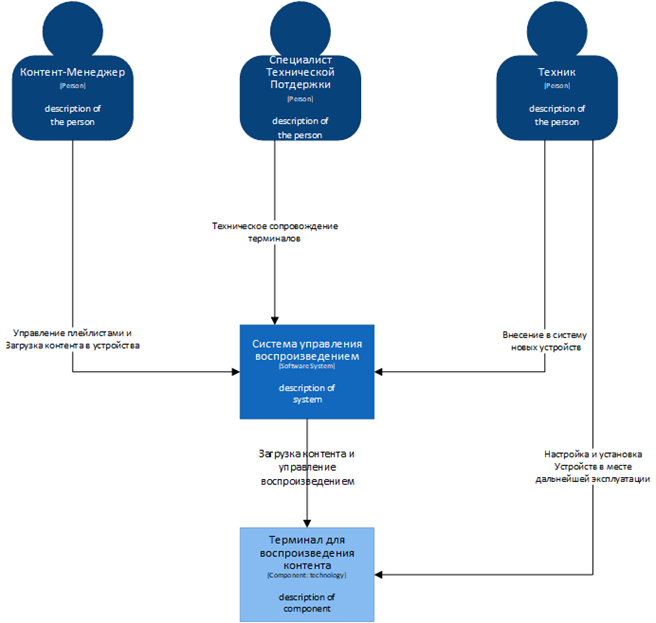 Контент-Менеджер
[Person]
description of
the person
Специалист
Технической
Потдержки
[Person]
description of
the person
Техник
[Person]
description of
the person
Техническое сопровождение
терминалов
Управление плейлистами и
Загрузка контента в устройства
Система управления
воспроизведением
[Software System]
description of
system
Внесение в систему
новых устройств
Загрузка контента и
управление
воспроизведением
Настройка и установка
Устройств в месте
дальнейшей эксплуатации
Терминал для
воспроизведения
контента
[Component: technology]
description of
component